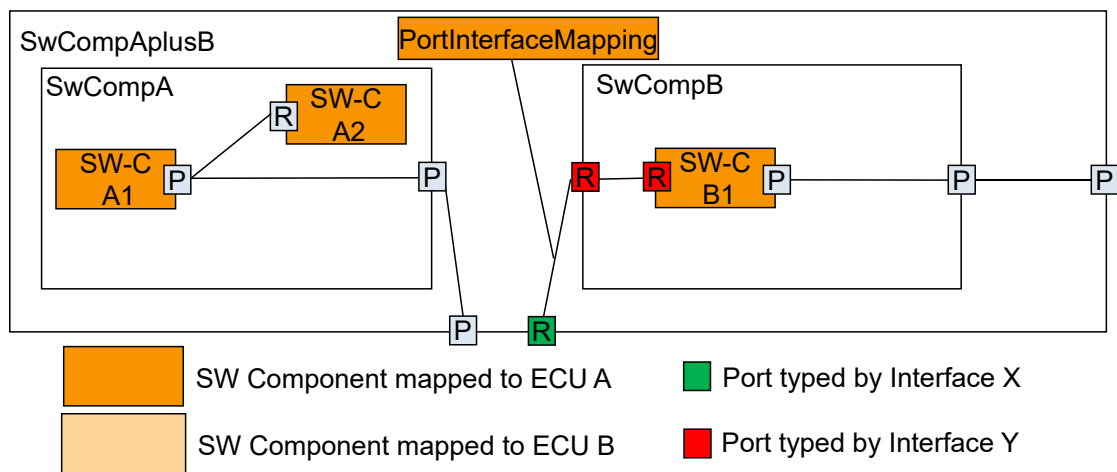 SwCompAplusB
PortInterfaceMapping
SwCompA
SwCompB
SW-C
A2
R
SW-C
A1
P
P
R
R
SW-C
B1
P
P
P
P
R
SW Component mapped to ECU A
Port typed by Interface X
SW Component mapped to ECU B
Port typed by Interface Y